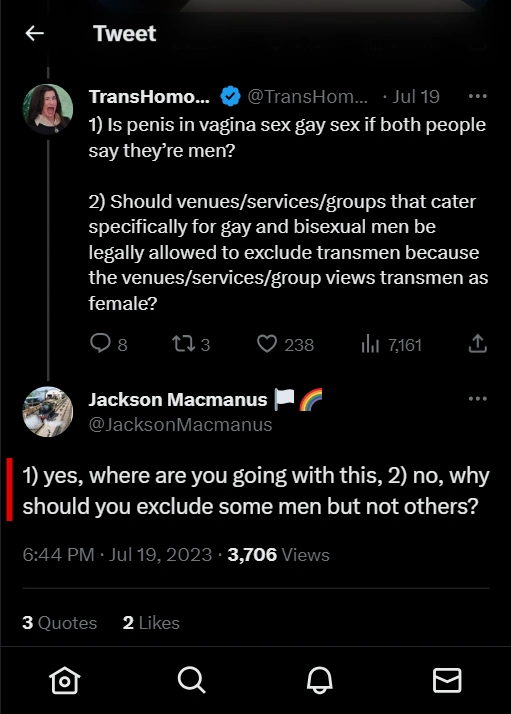 Tweet
TransHomo... @TransHom... · Jul 19
1) Is penis in vagina sex gay sex if both people
say they’re men?
2) Should venues/services/groups that cater
specifically for gay and bisexual men be
legally allowed to exclude transmen because
the venues/services/group views transmen as
female?
8 3 238 7,161
Jackson Macmanus 🏳️🌈
@JacksonMacmanus
1) yes, where are you going with this, 2) no, why
should you exclude some men but not others?
6:44 PM · Jul 19, 2023 · 3,706 Views
3 Quotes 2 Likes